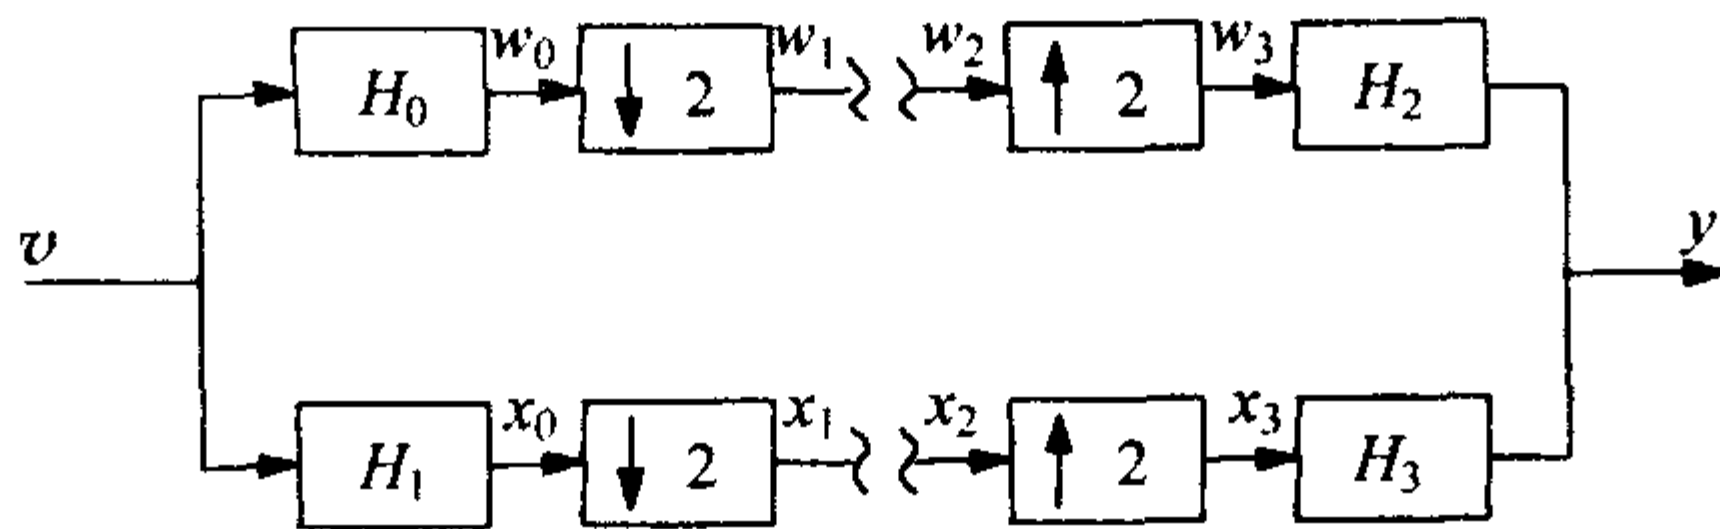 H₀ w₀ ↓ 2 w₁ w₂ ↑ 2 w₃ H₂
v y
H₁ x₀ ↓ 2 x₁ x₂ ↑ 2 x₃ H₃